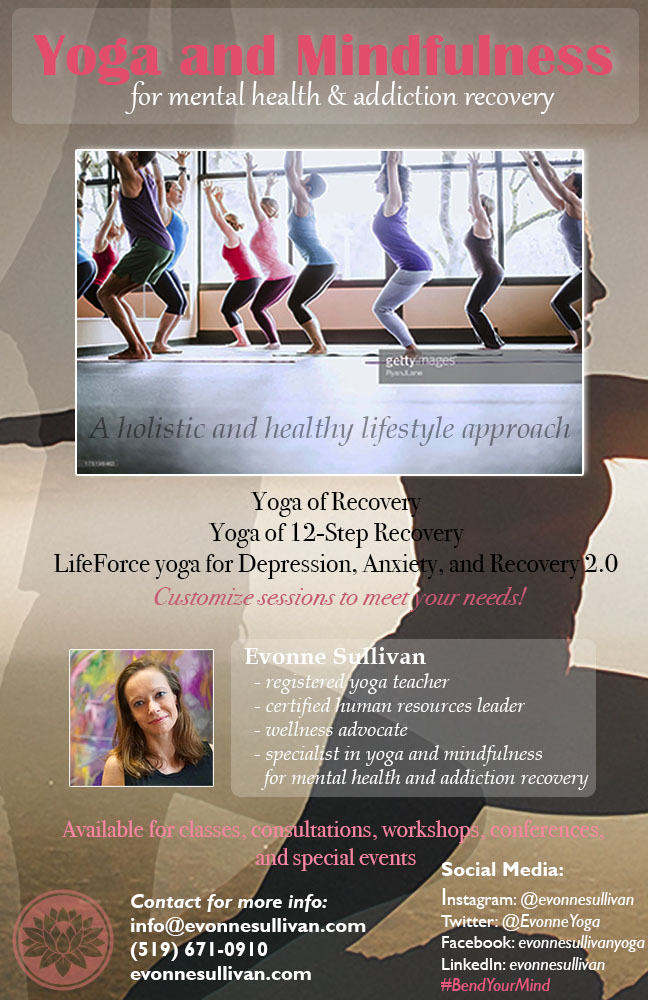 Yoga and Mindfulness
for mental health & addiction recovery
gettyimages
RyanJLane
A holistic and healthy lifestyle approach
Yoga of Recovery
Yoga of 12-Step Recovery
LifeForce yoga for Depression, Anxiety, and Recovery 2.0
Customize sessions to meet your needs!
Evonne Sullivan
- registered yoga teacher
- certified human resources leader
- wellness advocate
- specialist in yoga and mindfulness
for mental health and addiction recovery
Available for classes, consultations, workshops, conferences,
and special events
Contact for more info:
info@evonnesullivan.com
(519) 671-0910
evonnesullivan.com
Social Media:
Instagram: @evonnesullivan
Twitter: @EvonneYoga
Facebook: evonnesullivanyoga
LinkedIn: evonnesullivan
#BendYourMind